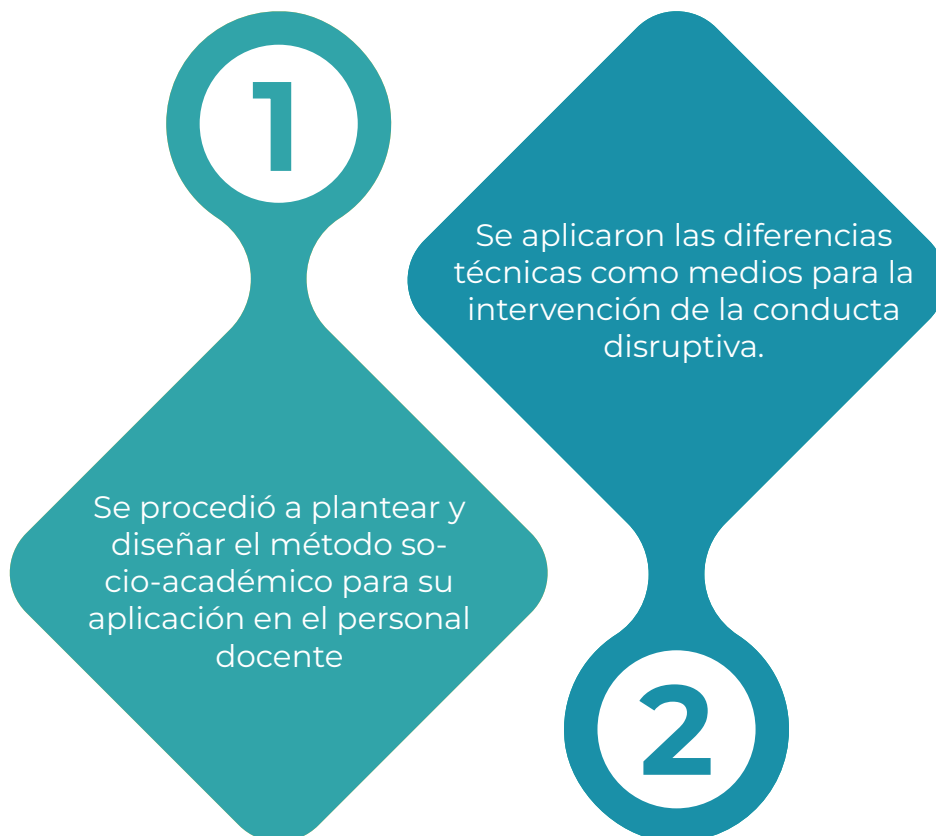 1
Se procedió a plantear y
diseñar el método so-
cio-académico para su
aplicación en el personal
docente
Se aplicaron las diferencias
técnicas como medios para la
intervención de la conducta
disruptiva.
2